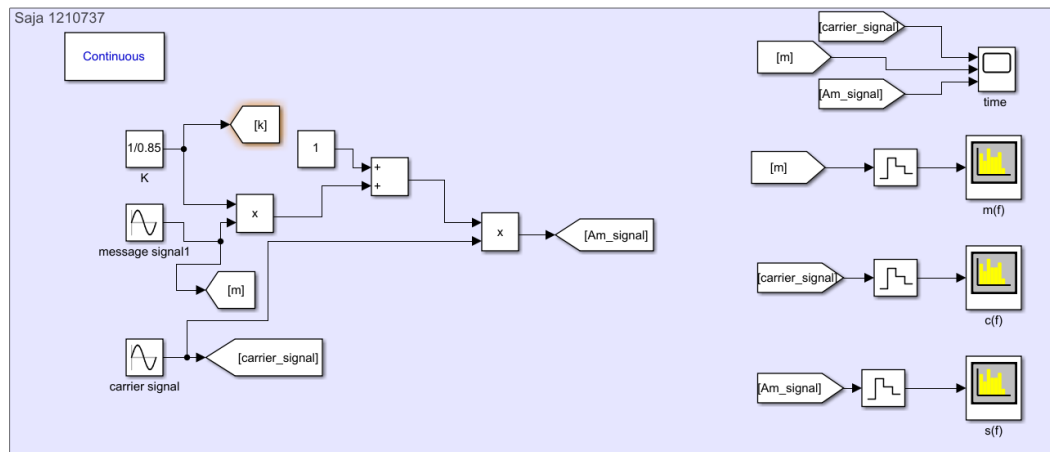 Saja 1210737
Continuous
[carrier_signal]
[m]
[Am_signal]
time
[k]
1/0.85
K
1
+
+
x
message signal1
[m]
x
[Am_signal]
carrier signal
[carrier_signal]
[m]
m(f)
[carrier_signal]
c(f)
[Am_signal]
s(f)